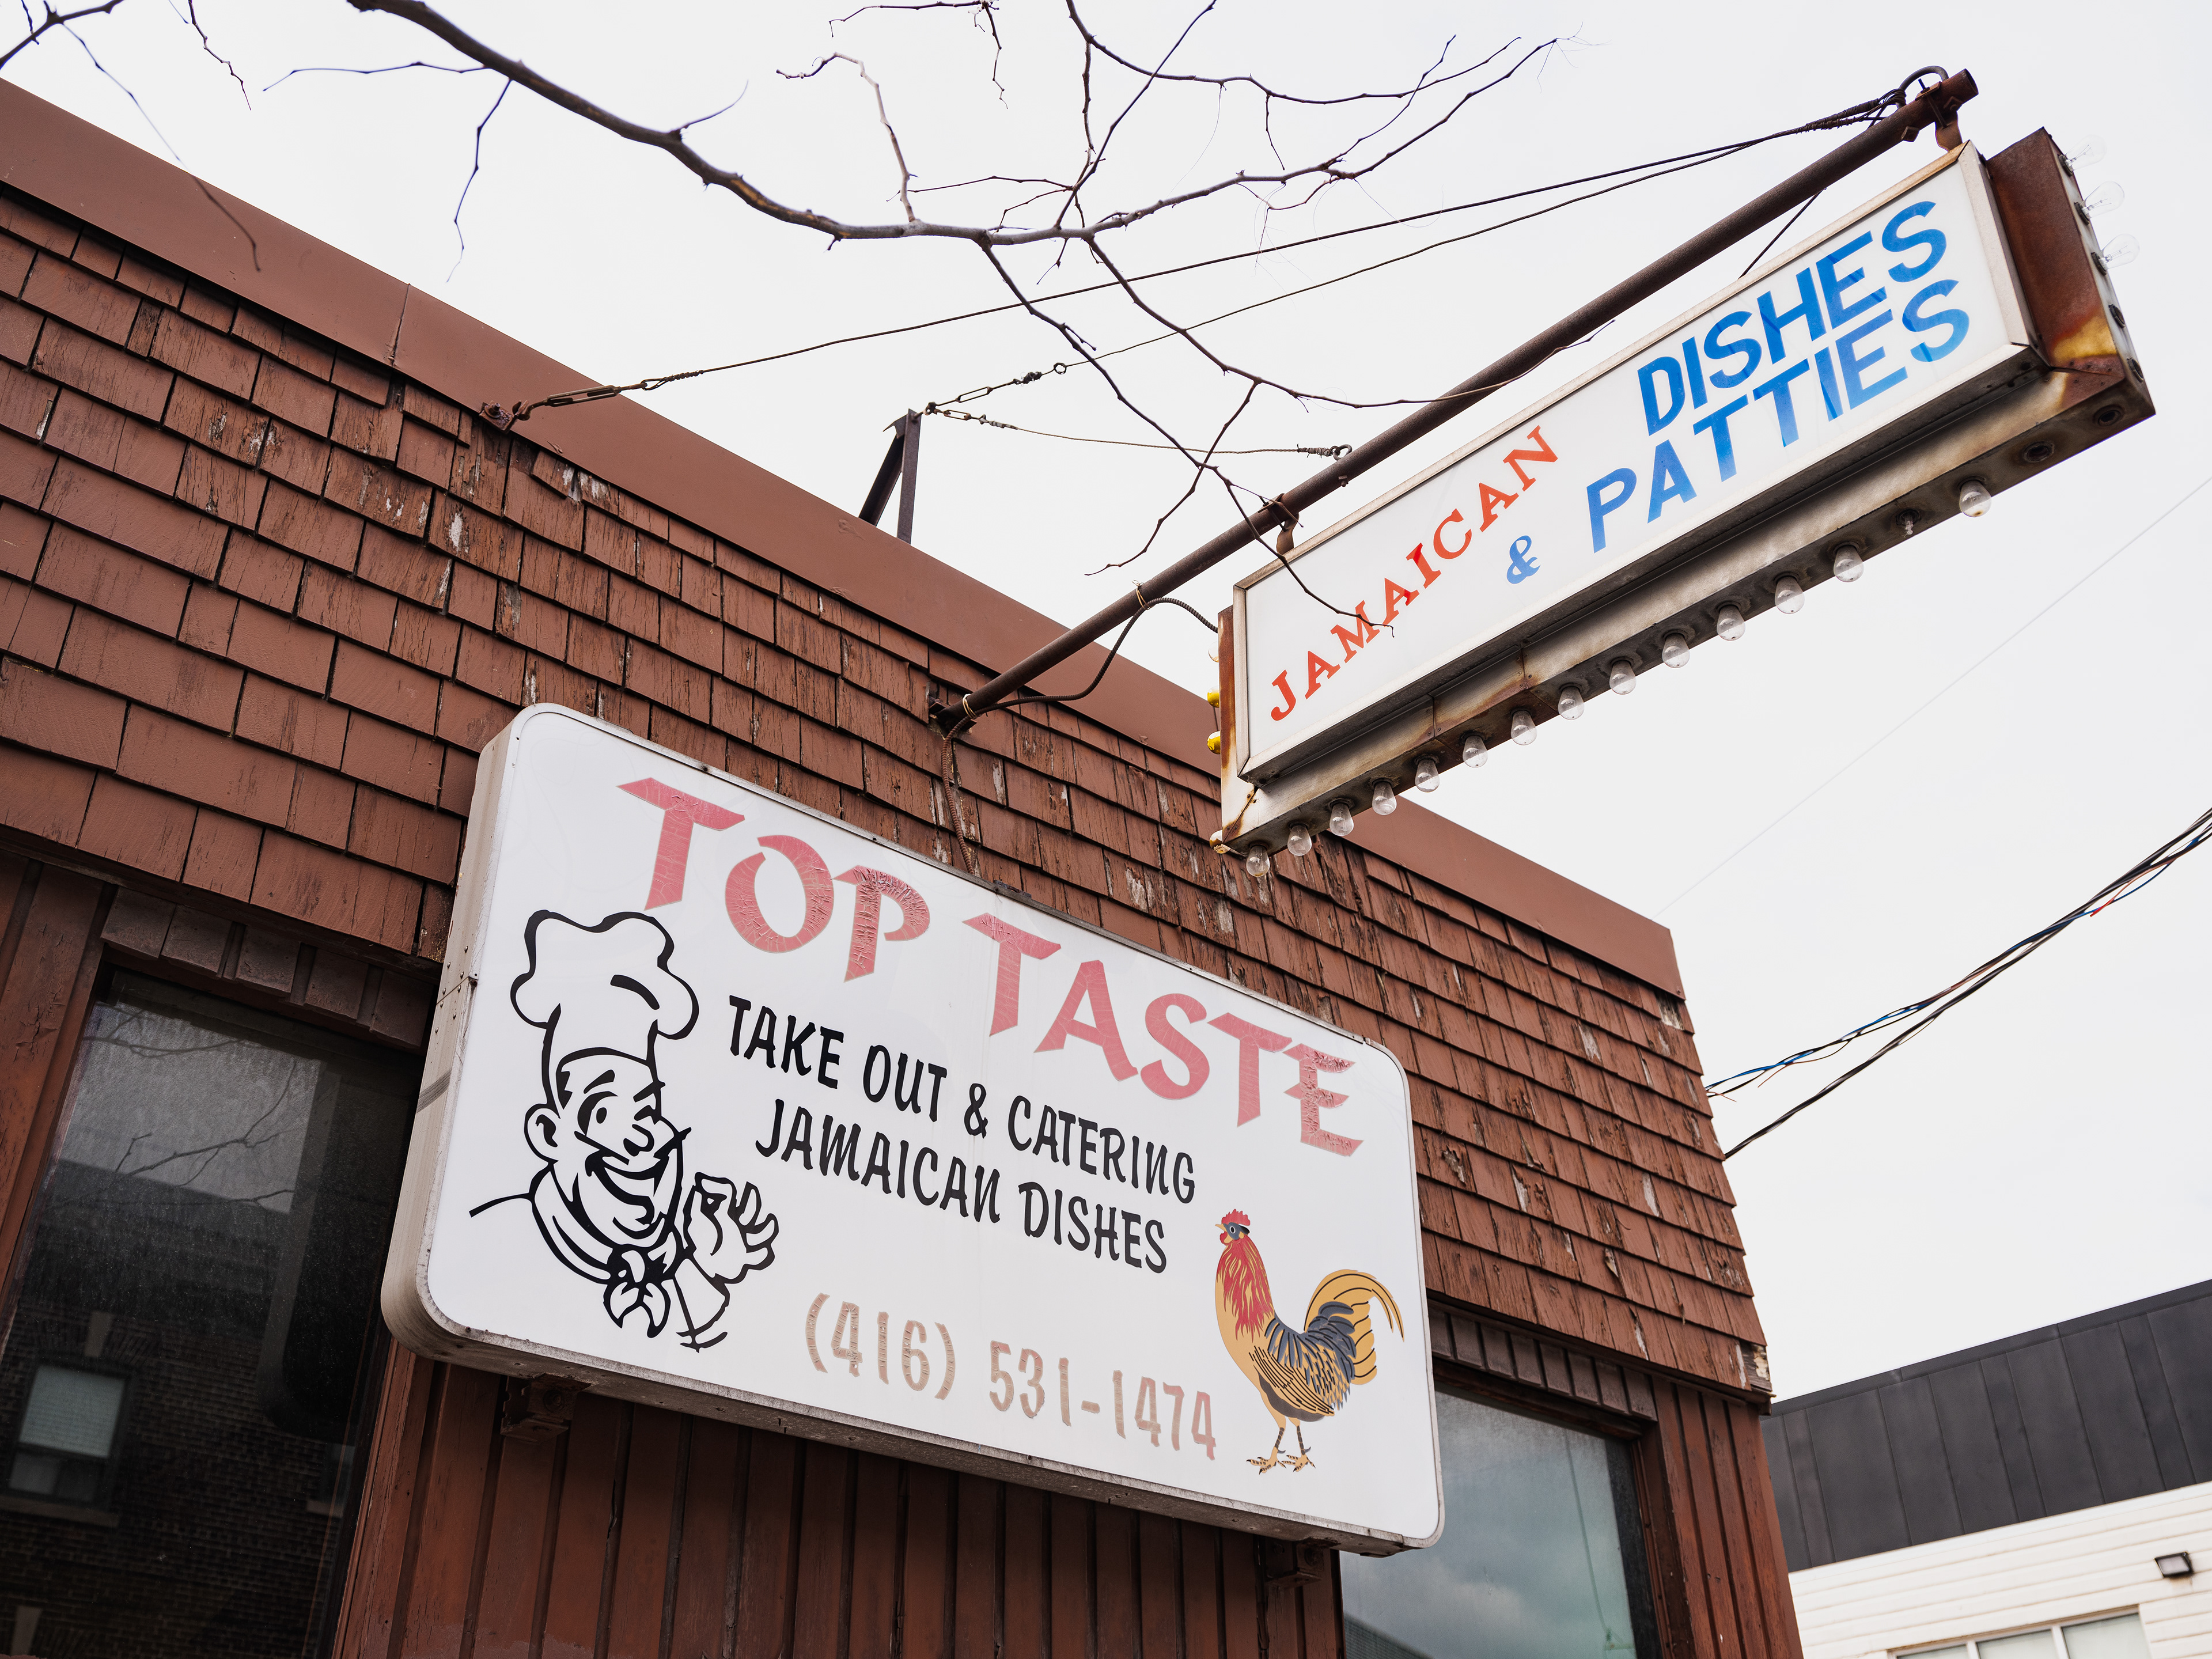 JAMAICAN
DISHES
& PATTIES
TOP TASTE
TAKE OUT & CATERING
JAMAICAN DISHES
(416) 531-1474